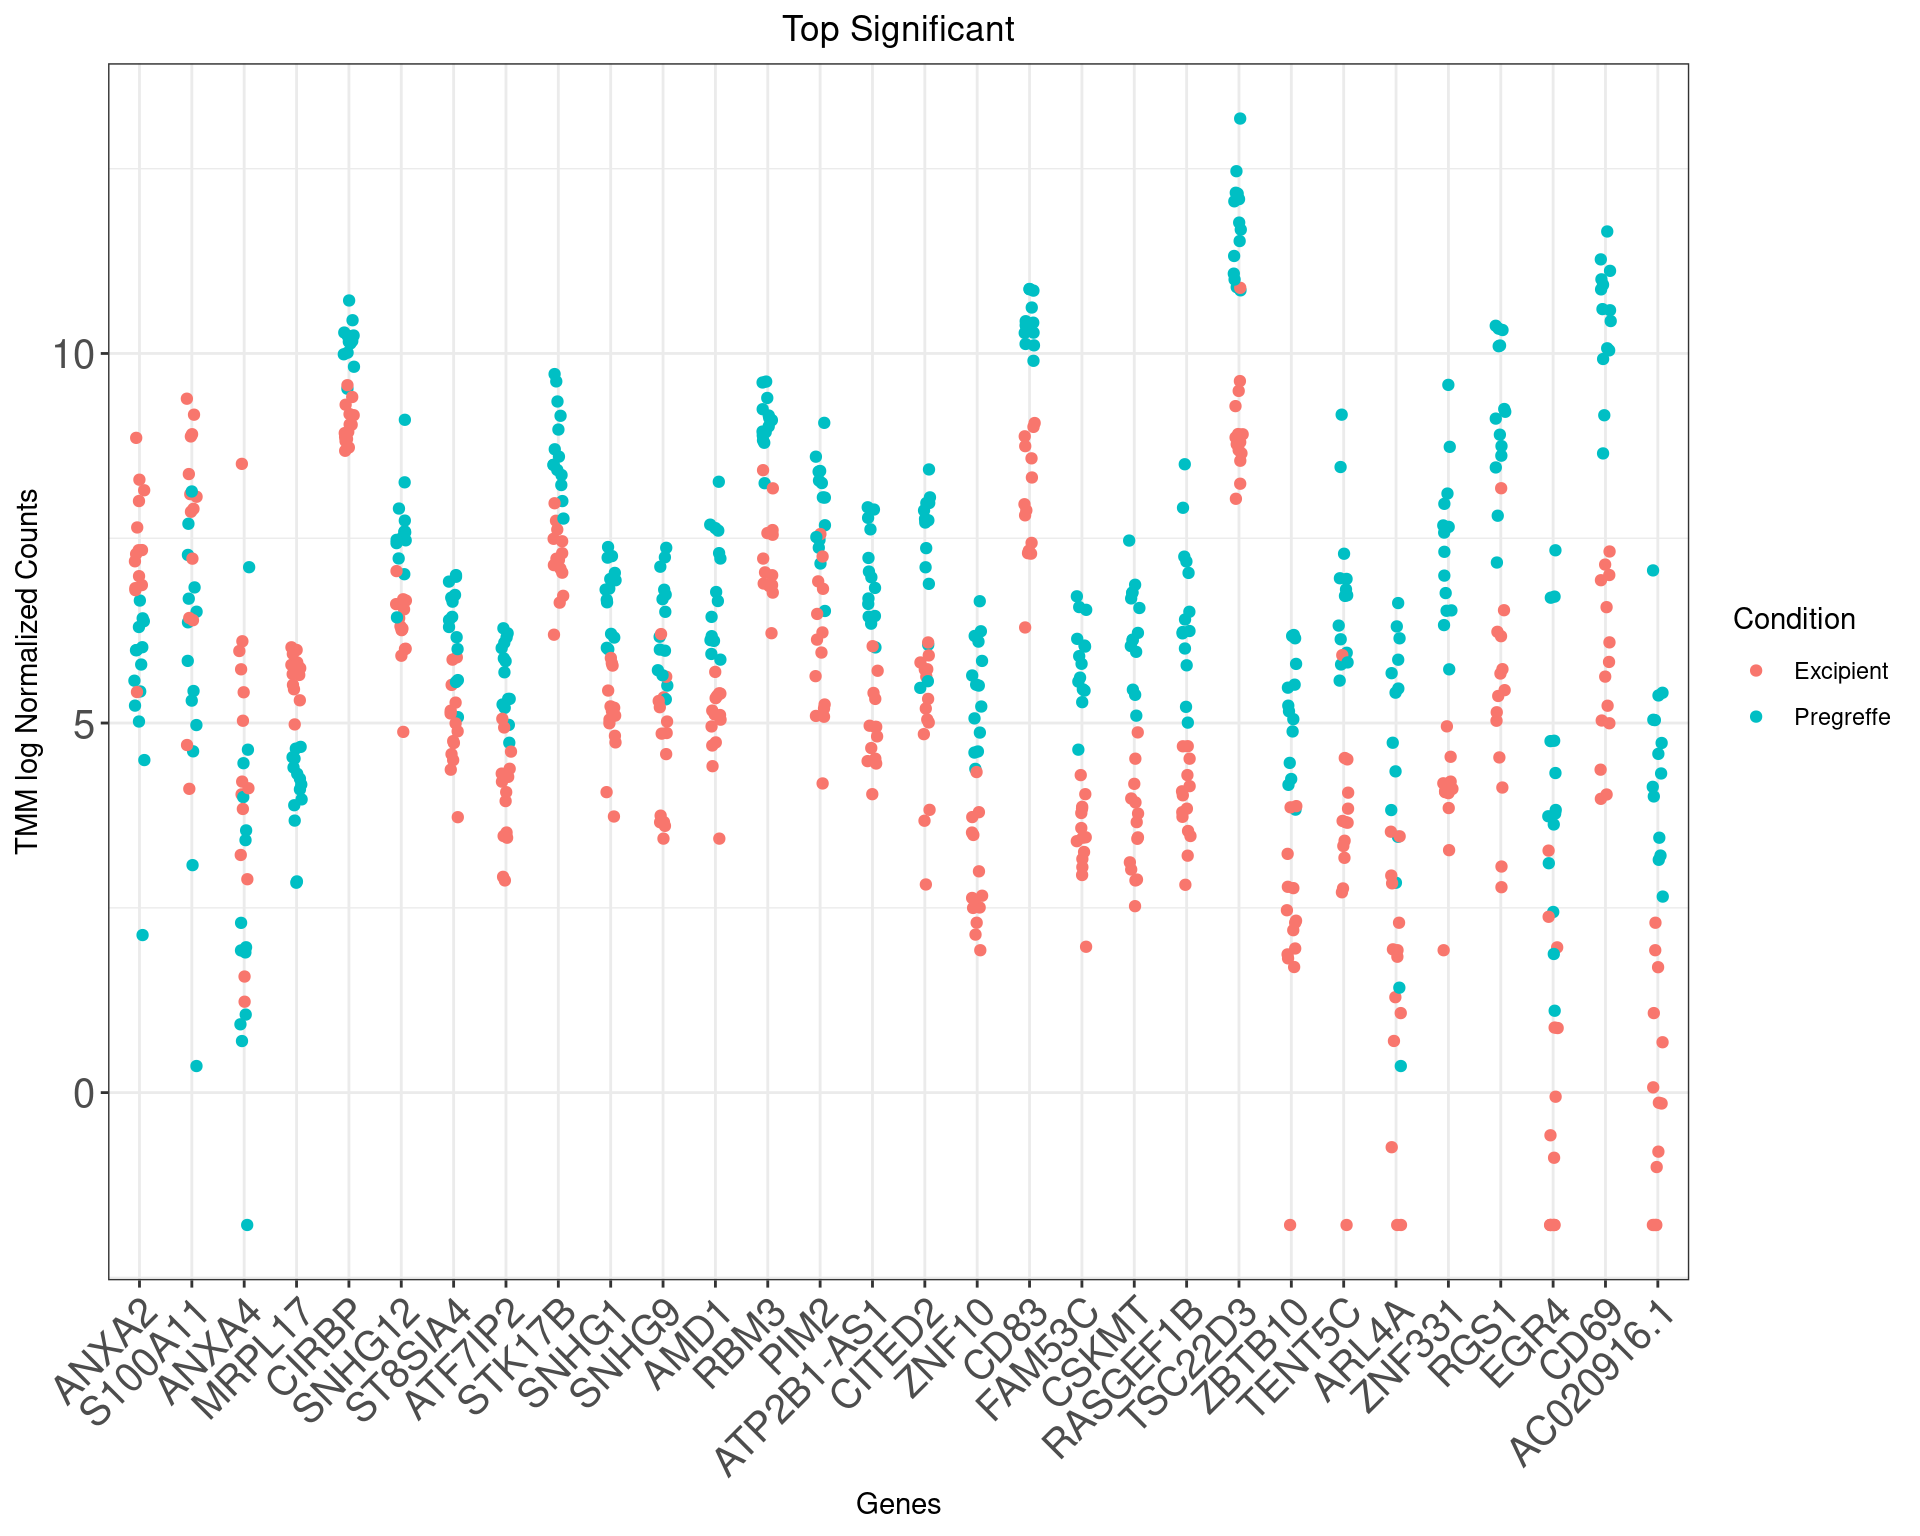 Top Significant
TMM log Normalized Counts
10
5
0
ANXA2
S100A11
ANXA4
MRPL17
CIRBP
SNHG12
ST8SIA4
ATF7IP2
STK17B
SNHG1
SNHG9
AMD1
RBM3
PIM2
ATP2B1-AS1
CITED2
ZNF10
CD83
FAM53C
CSKMT
RASGEF1B
TSC22D3
ZBTB10
TENT5C
ARL4A
ZNF331
RGS1
EGR4
CD69
AC020916.1
Genes
Condition
Excipient
Pregreffe